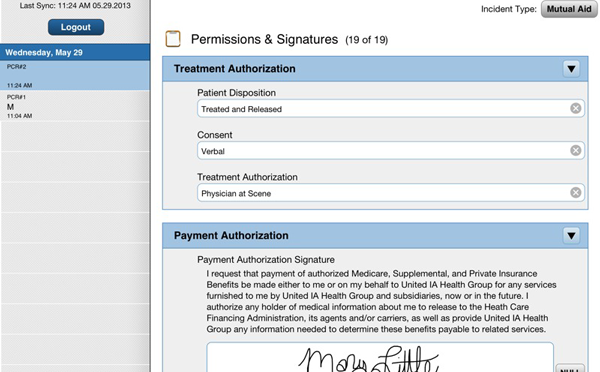 Last Sync: 11:24 AM 05.29.2013
Logout
Wednesday, May 29
PCR#2
11:24 AM
PCR#1
M
11:04 AM
Incident Type: Mutual Aid
Permissions & Signatures (19 of 19)
Treatment Authorization
Patient Disposition
Treated and Released
Consent
Verbal
Treatment Authorization
Physician at Scene
Payment Authorization
Payment Authorization Signature
I request that payment of authorized Medicare, Supplemental, and Private Insurance
Benefits be made either to me or on my behalf to United IA Health Group for any services
furnished to me by United IA Health Group and subsidiaries, now or in the future. I
authorize any holder of medical information about me to release to the Heath Care
Financing Administration, its agents and/or carriers, as well as provide United IA Health
Group any information needed to determine these benefits payable to related services.
Mary Little
NULL